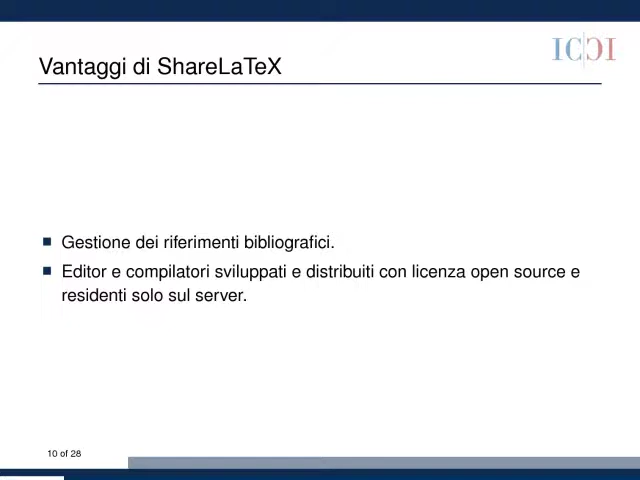 Vantaggi di ShareLaTeX
Gestione dei riferimenti bibliografici.
Editor e compilatori sviluppati e distribuiti con licenza open source e
residenti solo sul server.
10 of 28